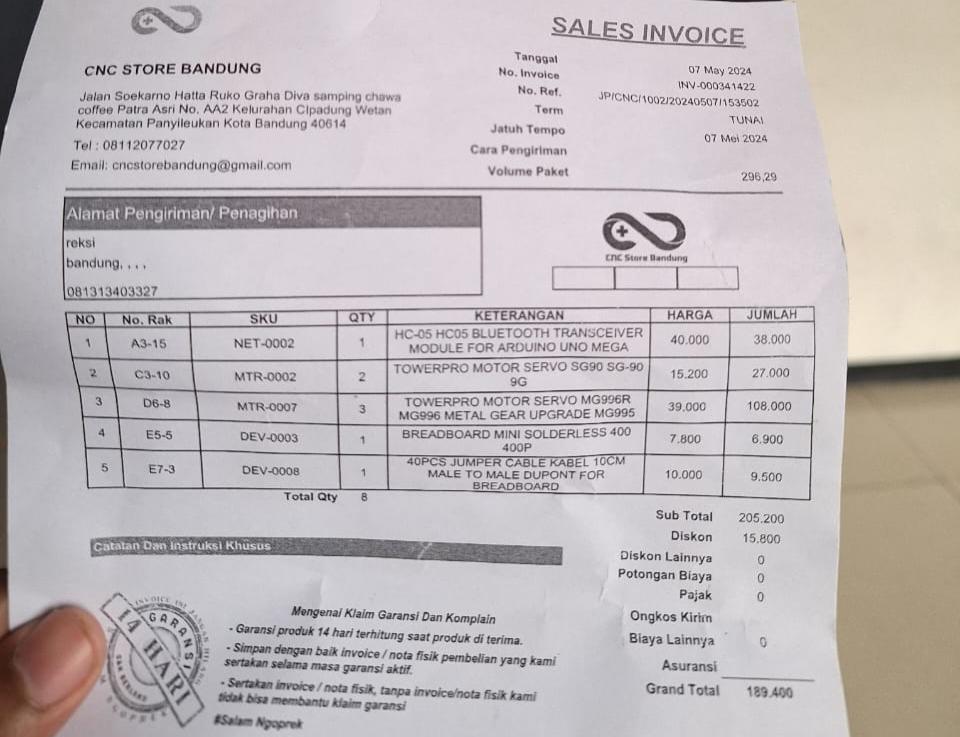 SALES INVOICE
CNC STORE BANDUNG
Jalan Soekarno Hatta Ruko Graha Diva samping chawa
coffee Patra Asri No. AA2 Kelurahan CIpadung Wetan
Kecamatan Panyileukan Kota Bandung 40614
Tel : 08112077027
Email: cncstorebandung@gmail.com
Tanggal 07 May 2024
No. Invoice INV-000341422
No. Ref. JP/CNC/1002/20240507/153502
Term TUNAI
Jatuh Tempo 07 Mei 2024
Cara Pengiriman
Volume Paket 296,29
Alamat Pengiriman/ Penagihan
reksi
bandung, , , ,
081313403327
CNC Store Bandung
NO No. Rak SKU QTY KETERANGAN HARGA JUMLAH
1 A3-15 NET-0002 1 HC-05 HC05 BLUETOOTH TRANSCEIVER MODULE FOR ARDUINO UNO MEGA 40.000 38.000
2 C3-10 MTR-0002 2 TOWERPRO MOTOR SERVO SG90 SG-90 9G 15.200 27.000
3 D6-8 MTR-0007 3 TOWERPRO MOTOR SERVO MG996R MG996 METAL GEAR UPGRADE MG995 39.000 108.000
4 E5-5 DEV-0003 1 BREADBOARD MINI SOLDERLESS 400 400P 7.800 6.900
5 E7-3 DEV-0008 1 40PCS JUMPER CABLE KABEL 10CM MALE TO MALE DUPONT FOR BREADBOARD 10.000 9.500
Total Qty 8
Sub Total 205.200
Diskon 15.800
Diskon Lainnya 0
Potongan Biaya 0
Pajak 0
Ongkos Kirim
Biaya Lainnya 0
Asuransi
Grand Total 189.400
Catatan Dan Instruksi Khusus
Mengenai Klaim Garansi Dan Komplain
- Garansi produk 14 hari terhitung saat produk di terima.
- Simpan dengan baik invoice / nota fisik pembelian yang kami
sertakan selama masa garansi aktif.
- Sertakan invoice / nota fisik, tanpa invoice/nota fisik kami
tidak bisa membantu klaim garansi
#Salam Ngoprek
GARANSI
14 HARI